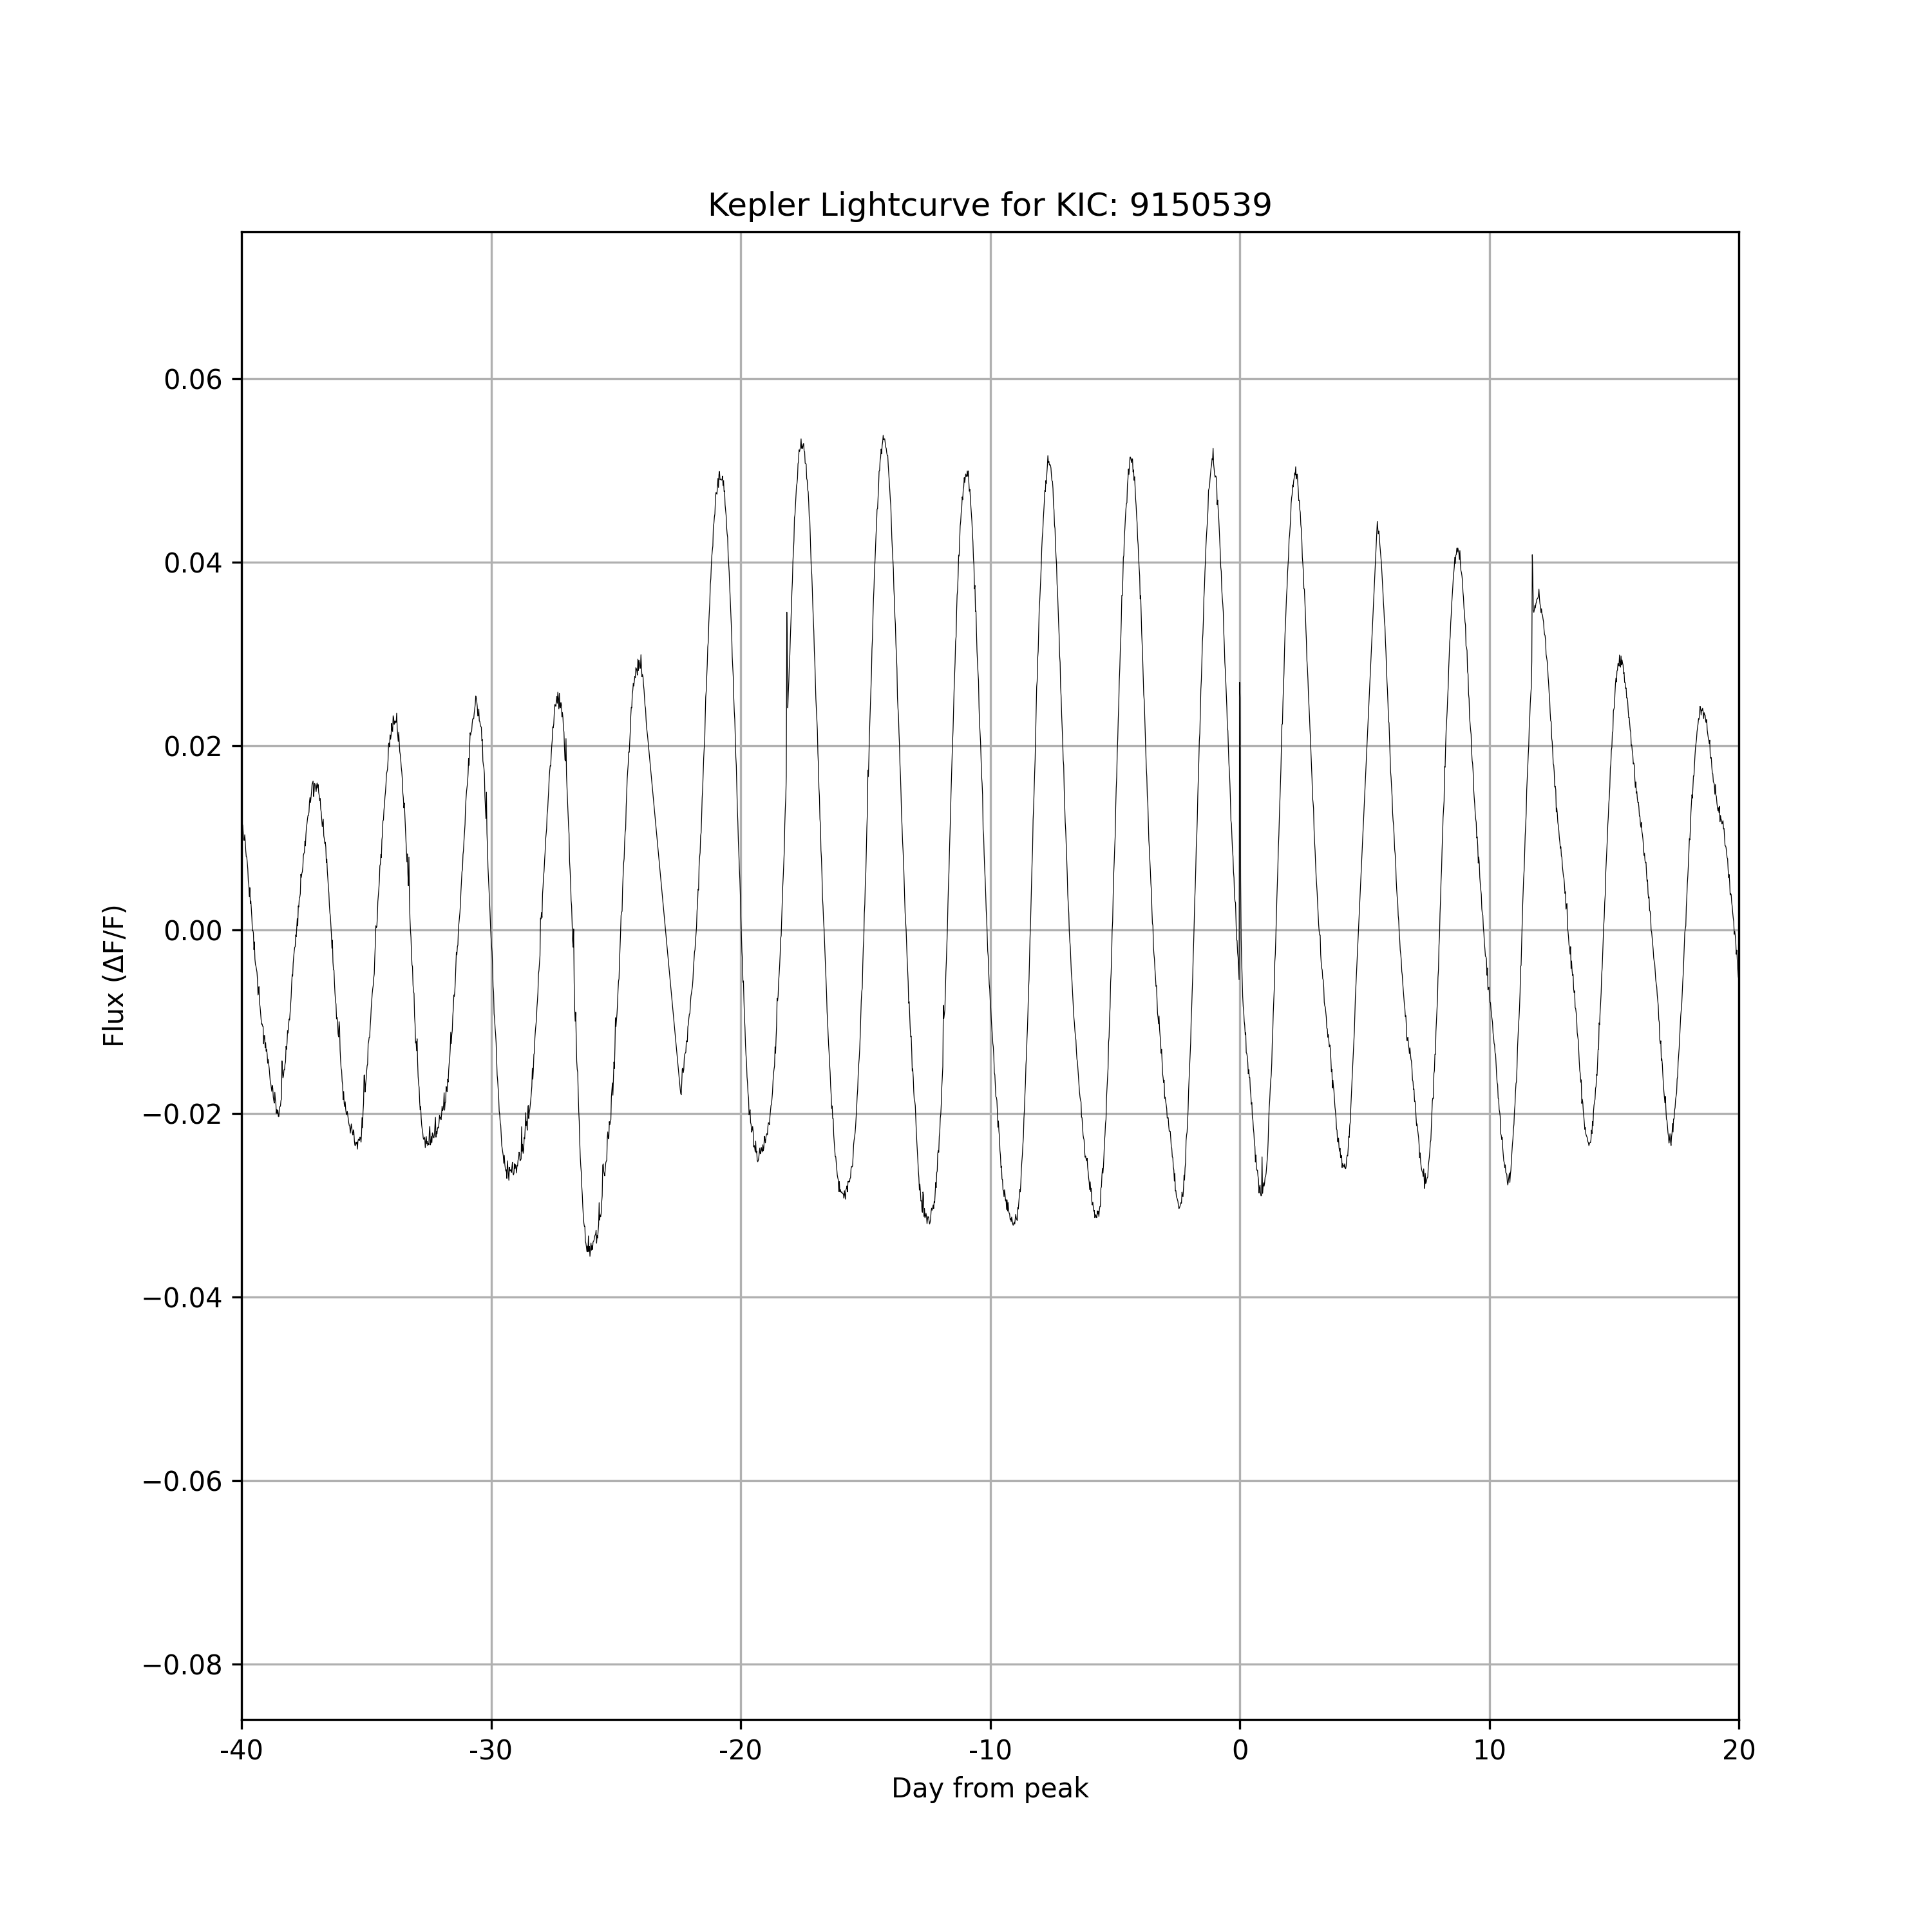 Kepler Lightcurve for KIC: 9150539
Flux (ΔF/F)
0.06
0.04
0.02
0.00
−0.02
−0.04
−0.06
−0.08
-40 -30 -20 -10 0 10 20
Day from peak